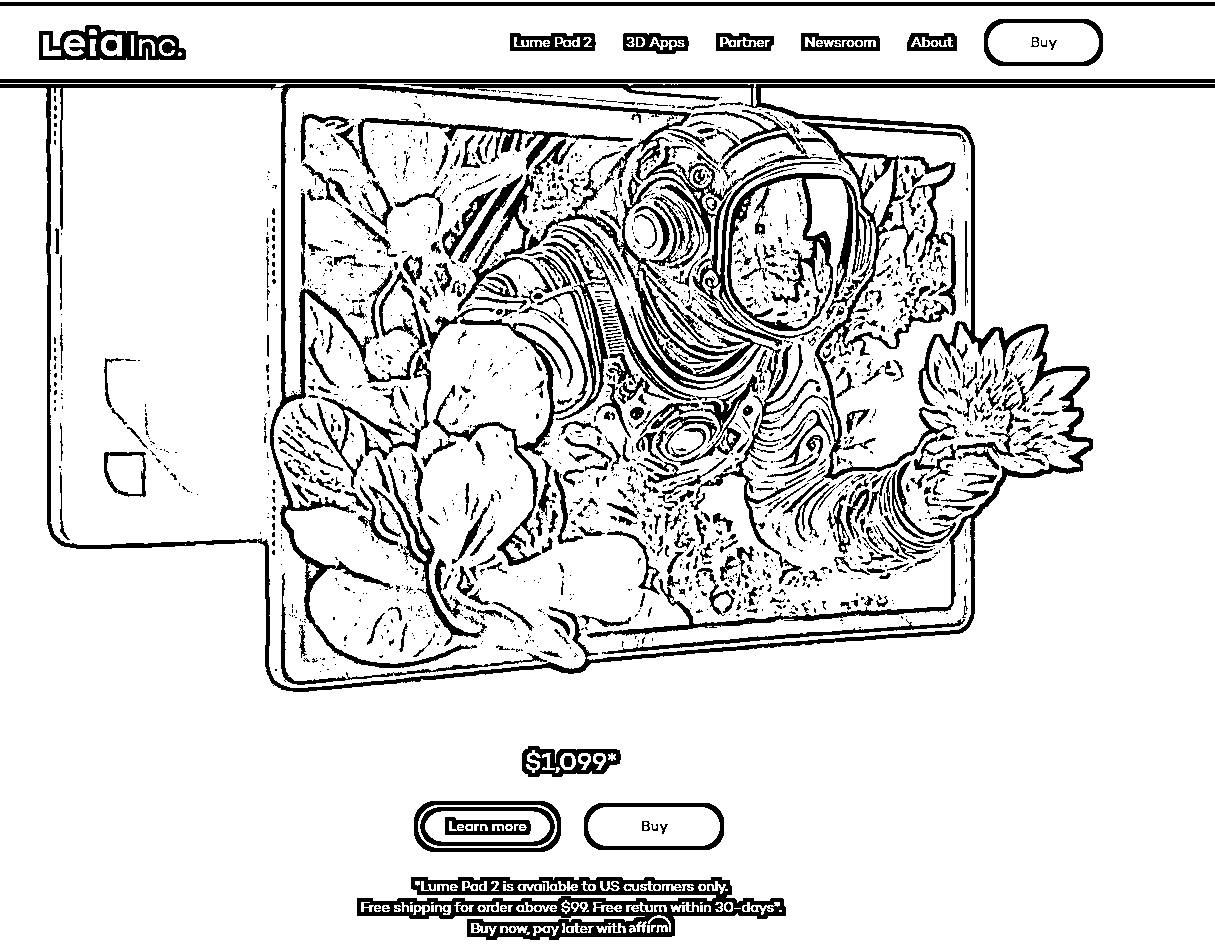 Leia Inc.
Lume Pad 2 3D Apps Partner Newsroom About Buy
$1,099*
Learn more Buy
*Lume Pad 2 is available to US customers only.
Free shipping for order above $99. Free return within 30-days*.
Buy now, pay later with affirm